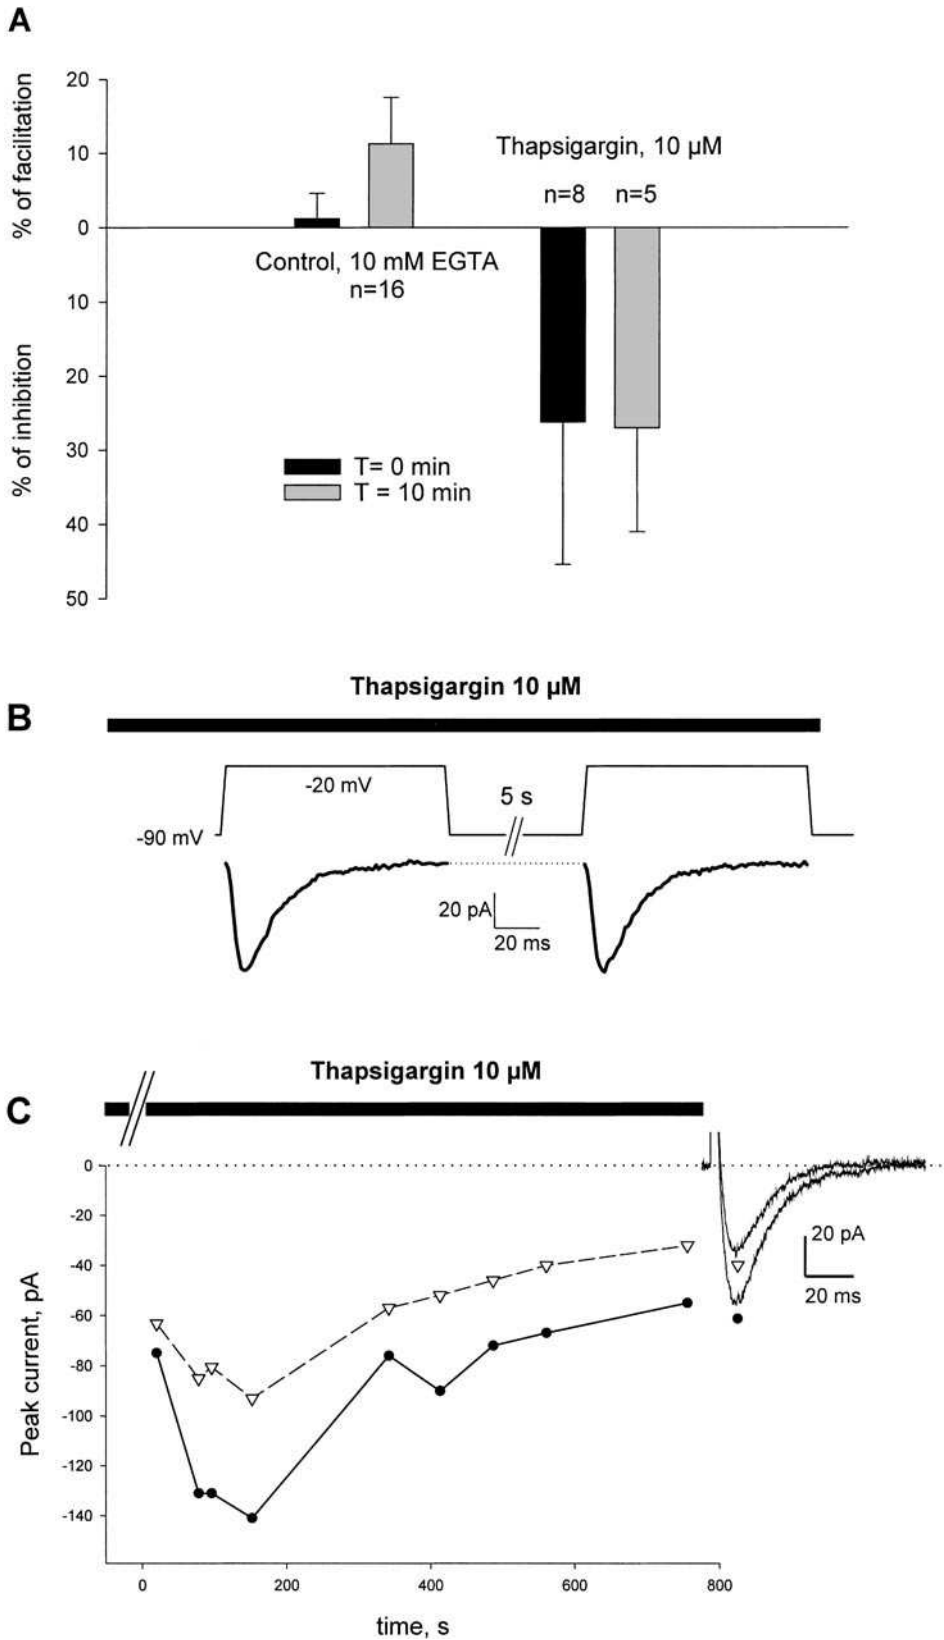 A
% of facilitation
% of inhibition
20
10
0
10
20
30
40
50
Thapsigargin, 10 µM
n=8 n=5
Control, 10 mM EGTA
n=16
T= 0 min
T = 10 min
B
Thapsigargin 10 µM
-20 mV
5 s
-90 mV
20 pA
20 ms
C
Thapsigargin 10 µM
Peak current, pA
0
-20
-40
-60
-80
-100
-120
-140
20 pA
20 ms
0 200 400 600 800
time, s